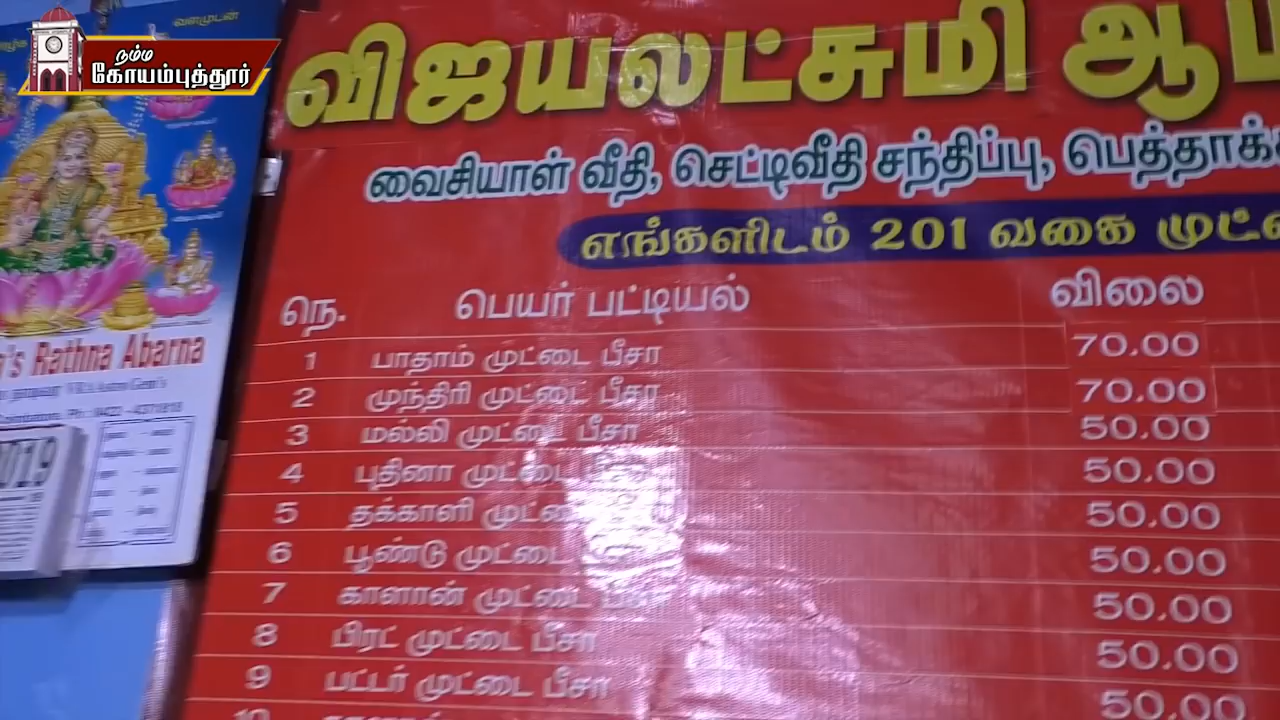 நம்ம
கோயம்புத்தூர்
விஜயலட்சுமி
வைசியாள் வீதி, செட்டிவீதி சந்திப்பு,
எங்களிடம் 201 வகை
நெ. பெயர் பட்டியல் விலை
1 பாதாம் முட்டை பீசா 70.00
2 முந்திரி முட்டை பீசா 70.00
3 மல்லி முட்டை பீசா 50.00
4 புதினா முட்டை பீசா 50.00
5 தக்காளி முட்டை 50.00
6 பூண்டு முட்டை 50.00
7 காளான் முட்டை பீசா 50.00
8 பிரட் முட்டை பீசா 50.00
9 பட்டர் முட்டை பீசா 50.00
10
Rathna Abarna